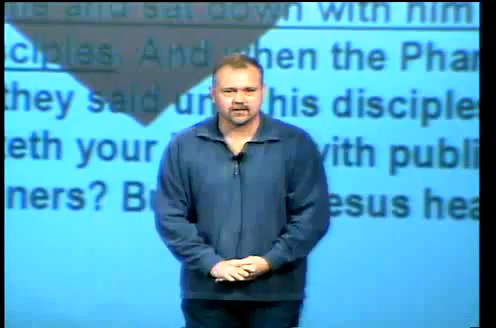 and sat down with him
ciples. And when the Phar
they said un his disciples
eth your with publi
ners? Bu esus hea